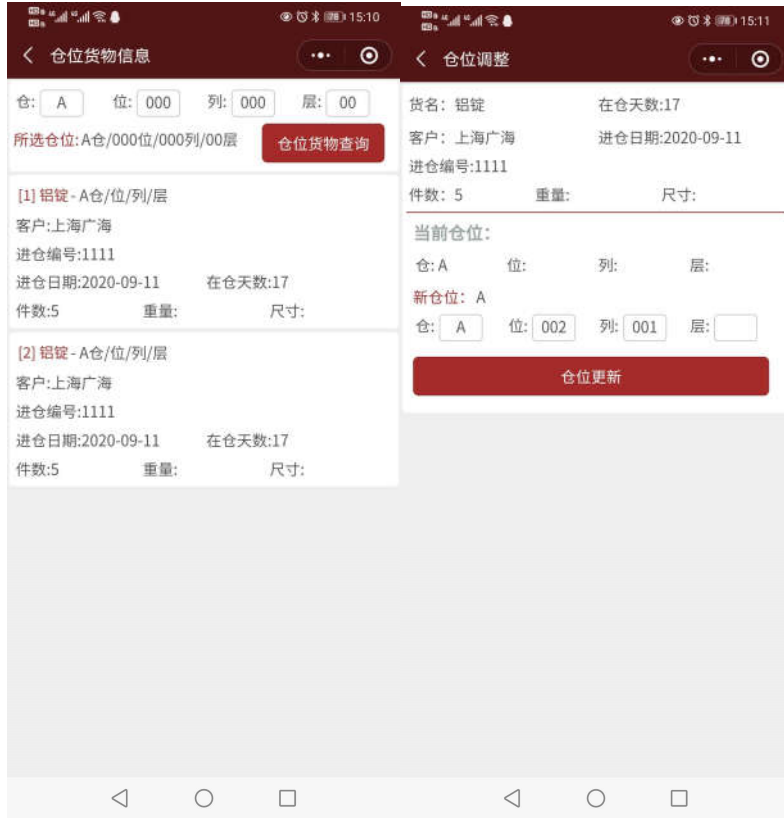 15:10
仓位货物信息
仓: A 位: 000 列: 000 层: 00
所选仓位:A仓/000位/000列/00层
仓位货物查询
[1] 铝锭 - A仓/位/列/层
客户:上海广海
进仓编号:1111
进仓日期:2020-09-11 在仓天数:17
件数:5 重量: 尺寸:
[2] 铝锭 - A仓/位/列/层
客户:上海广海
进仓编号:1111
进仓日期:2020-09-11 在仓天数:17
件数:5 重量: 尺寸:
15:11
仓位调整
货名：铝锭 在仓天数:17
客户：上海广海 进仓日期:2020-09-11
进仓编号:1111
件数：5 重量: 尺寸:
当前仓位：
仓: A 位: 列: 层:
新仓位：A
仓: A 位: 002 列: 001 层:
仓位更新